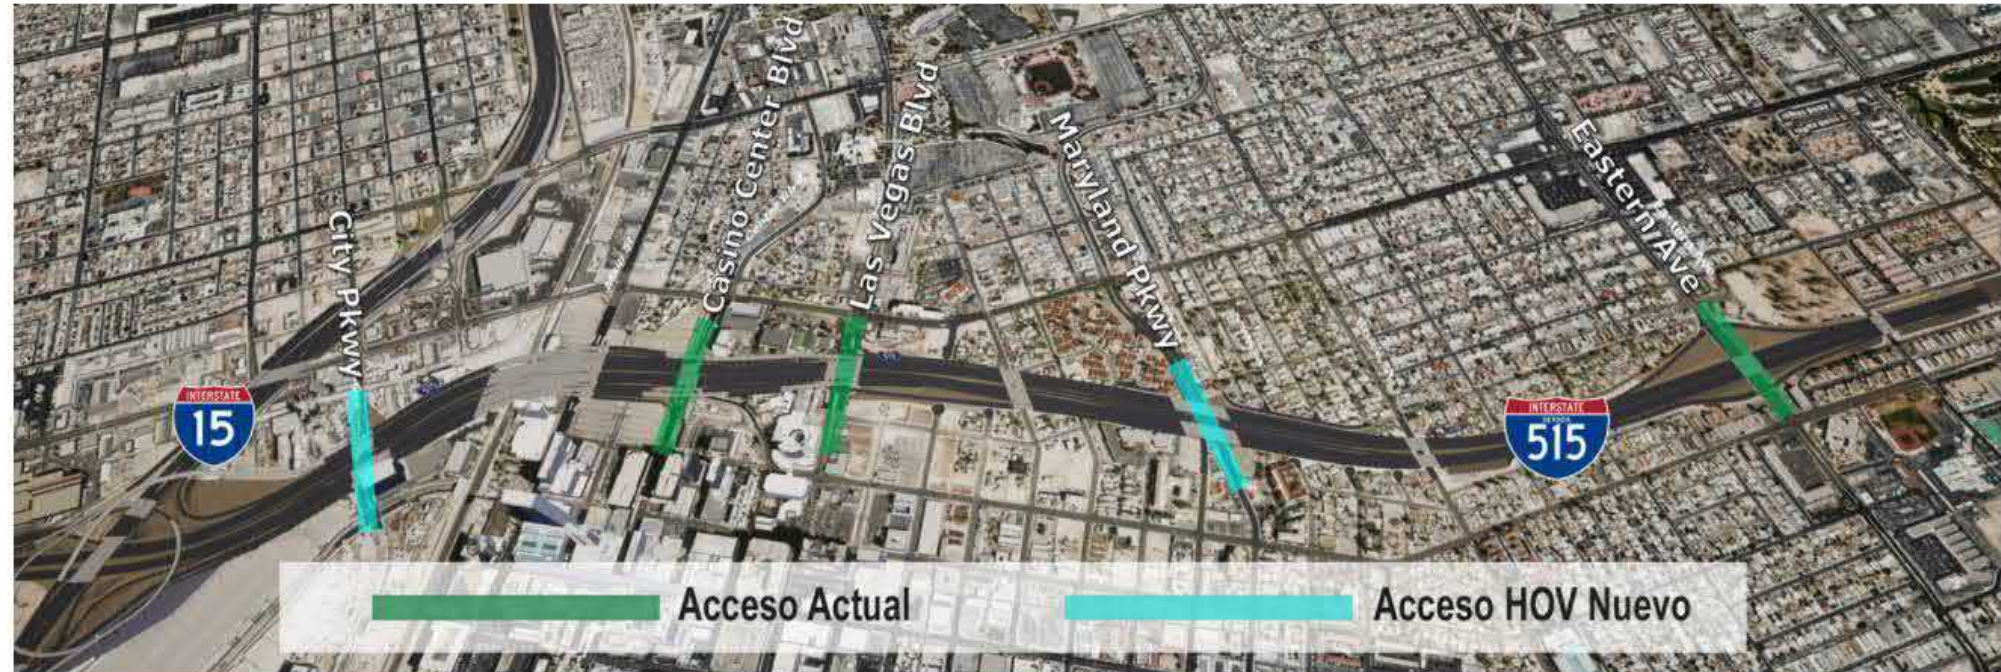 Casino Center Blvd
Las Vegas Blvd
Maryland Pkwy
Eastern Ave
City Pkwy
INTERSTATE
15
INTERSTATE
NEVADA
515
Acceso Actual
Acceso HOV Nuevo